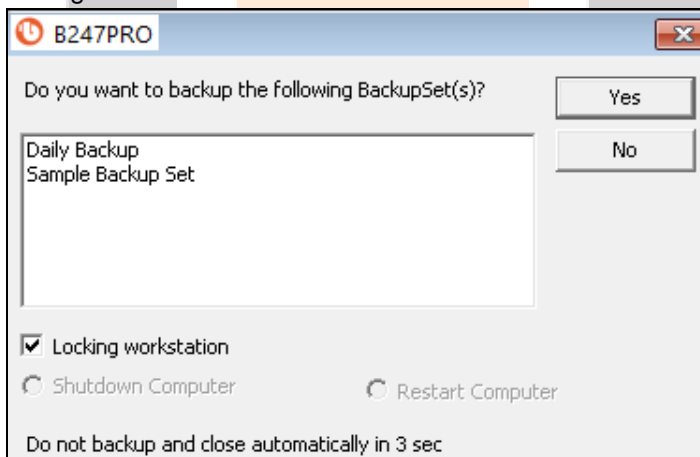 B247PRO
Do you want to backup the following BackupSet(s)?
Yes
No
Daily Backup
Sample Backup Set
Locking workstation
Shutdown Computer
Restart Computer
Do not backup and close automatically in 3 sec